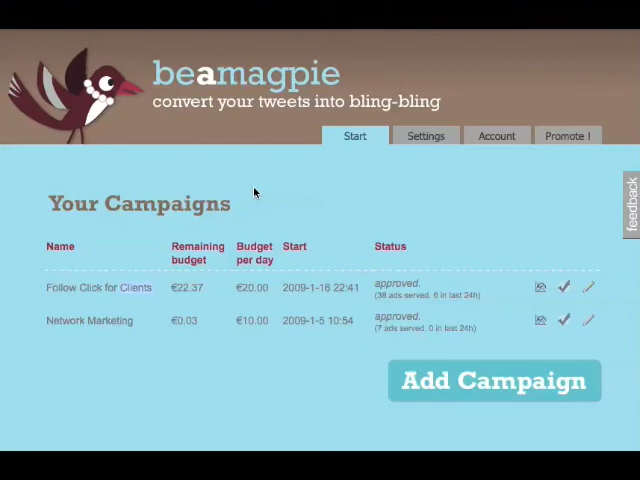 beamagpie
convert your tweets into bling-bling
Start Settings Account Promote !
feedback
Your Campaigns
Name Remaining budget Budget per day Start Status
Follow Click for Clients €22.37 €20.00 2009-1-16 22:41 approved.
(38 ads served. 6 in last 24h)
Network Marketing €0.03 €10.00 2009-1-5 10:54 approved.
(7 ads served. 0 in last 24h)
Add Campaign